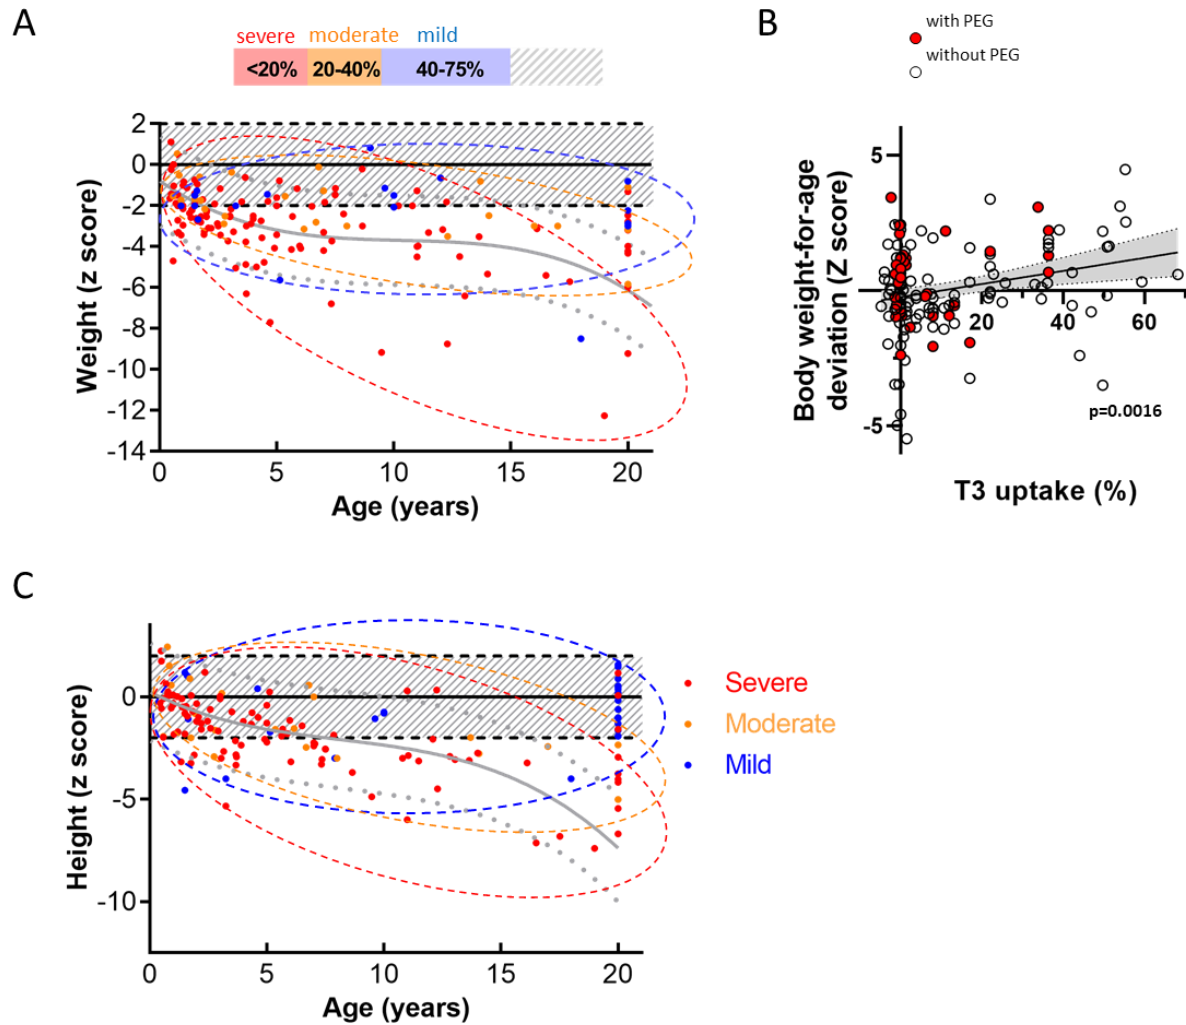 A
severe moderate mild
<20% 20-40% 40-75%
2
0
-2
-4
-6
-8
-10
-12
-14
0 5 10 15 20
Weight (z score)
Age (years)
B
with PEG
without PEG
5
-5
20 40 60
Body weight-for-age
deviation (Z score)
p=0.0016
T3 uptake (%)
C
0
-5
-10
0 5 10 15 20
Height (z score)
Age (years)
Severe
Moderate
Mild